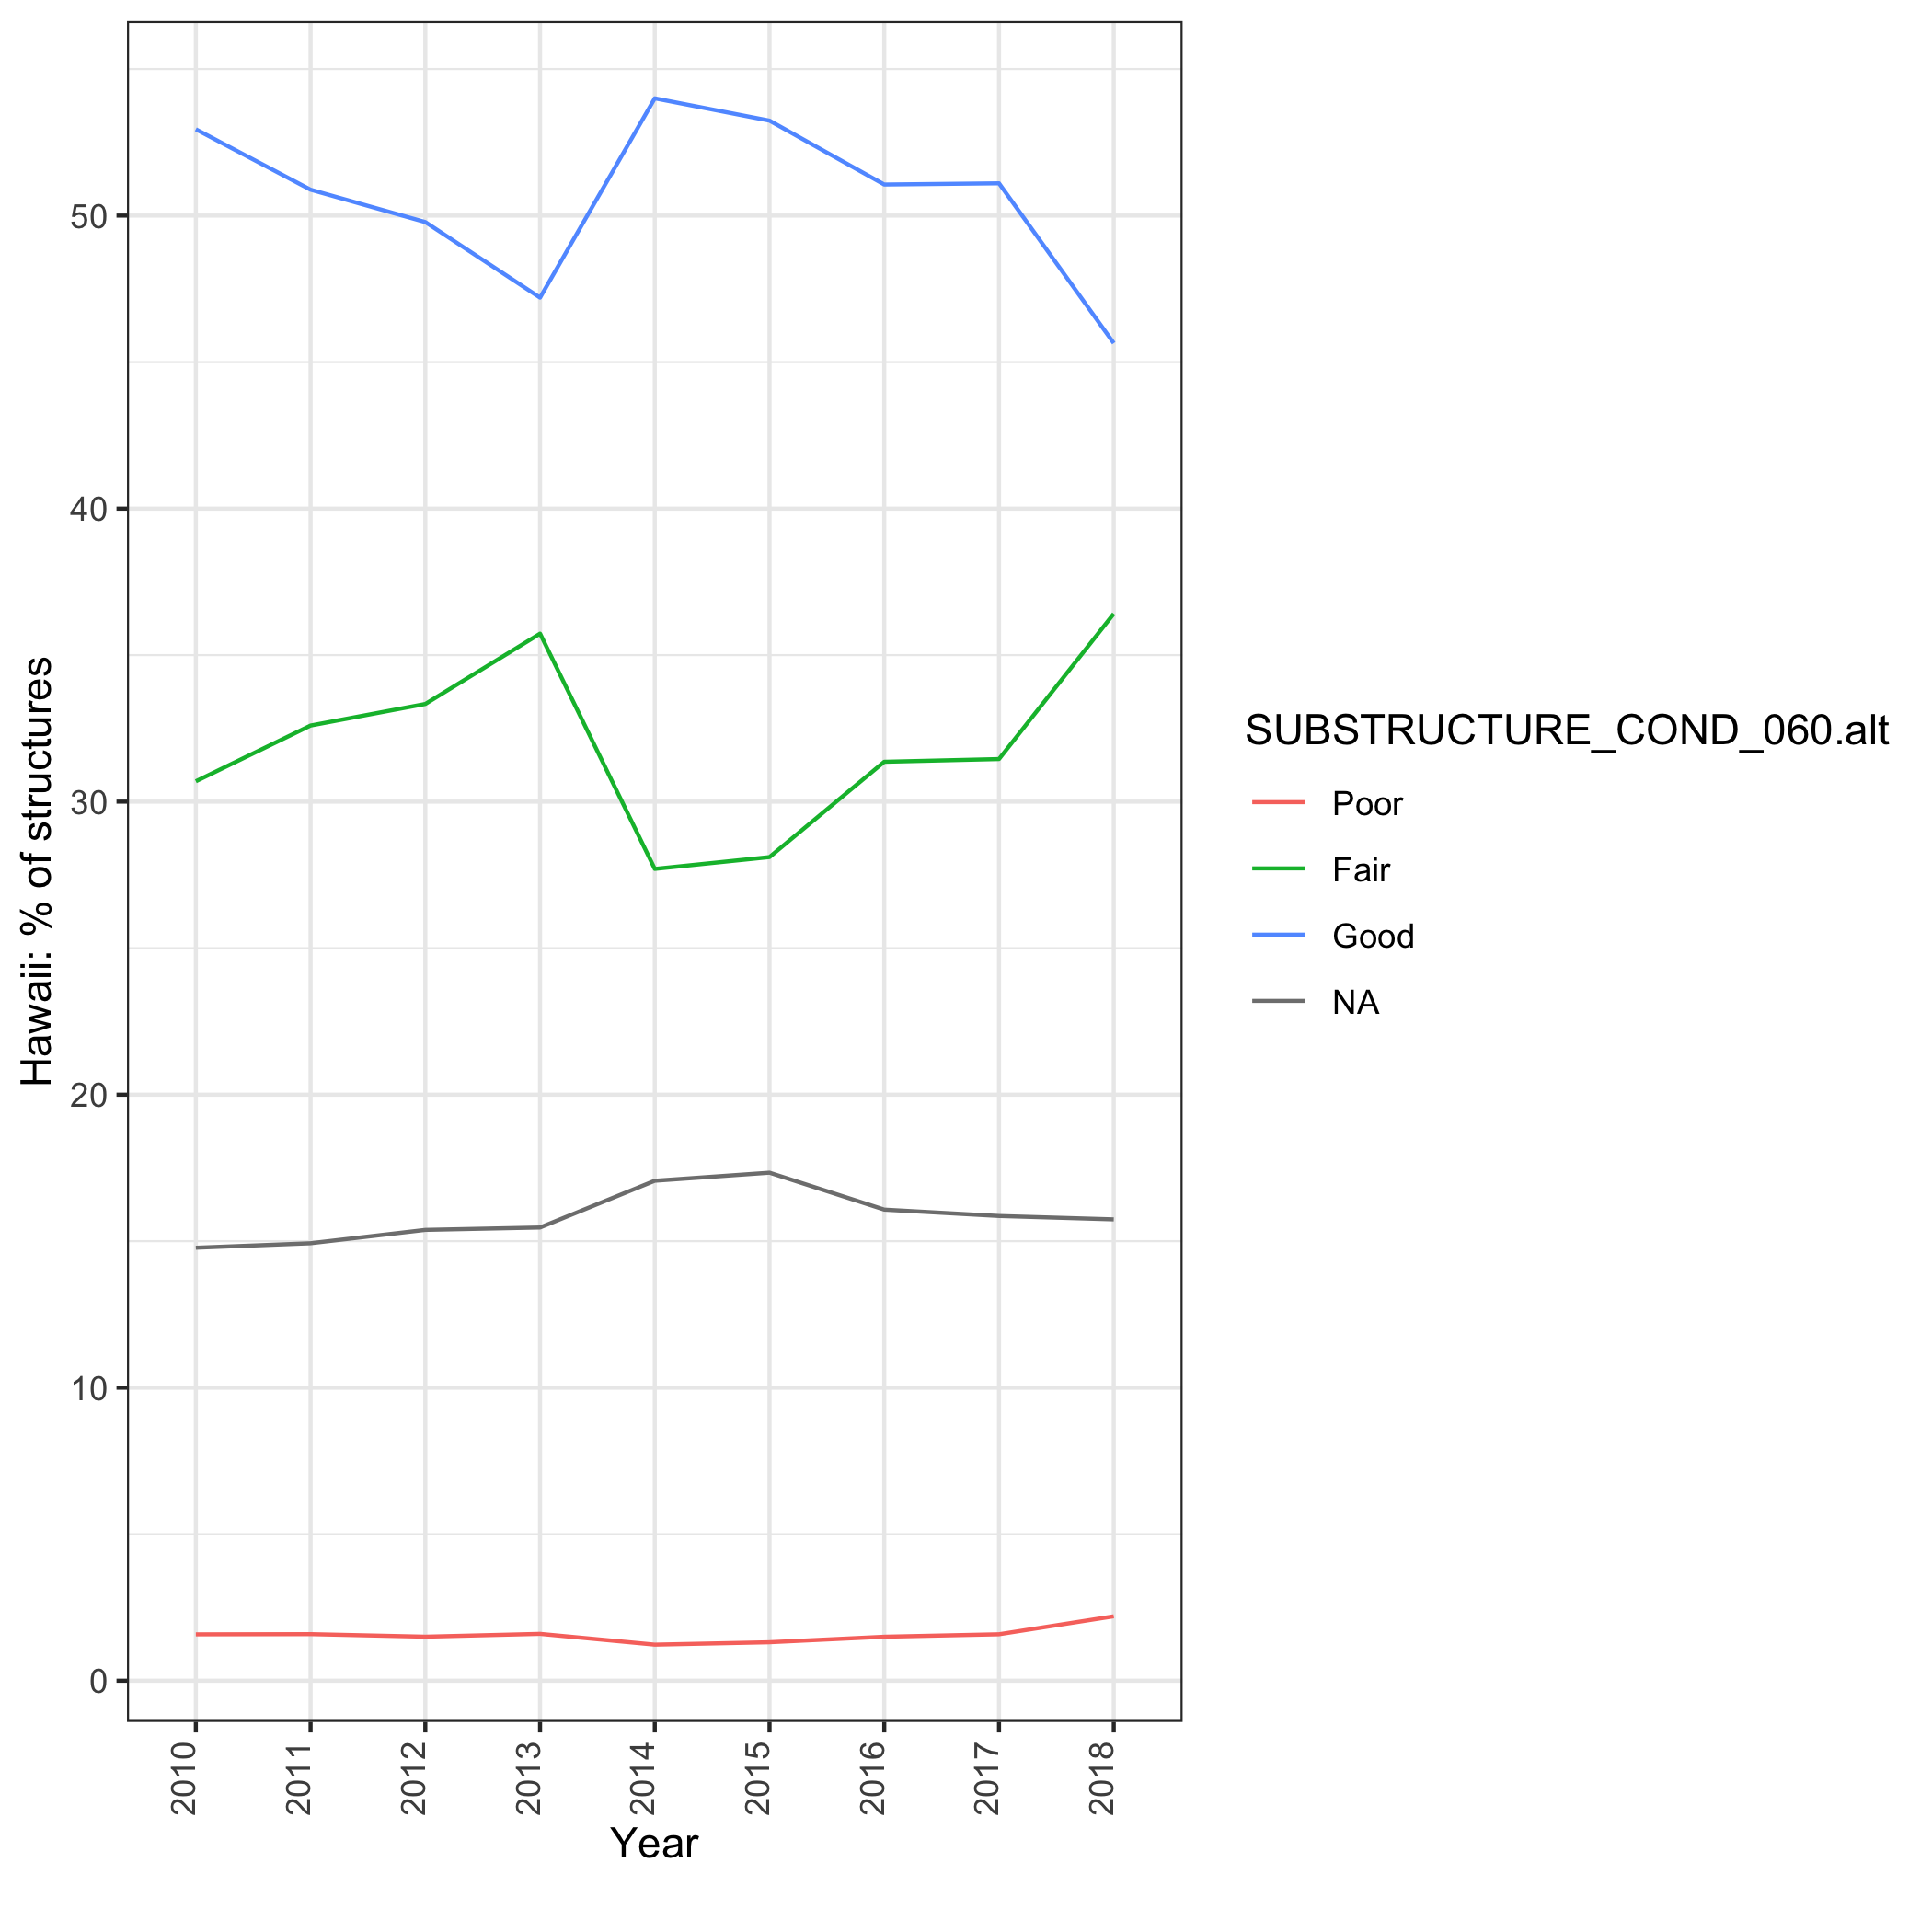 Hawaii: % of structures
50
40
30
20
10
0
2010
2011
2012
2013
2014
2015
2016
2017
2018
Year
SUBSTRUCTURE_COND_060.alt
Poor
Fair
Good
NA